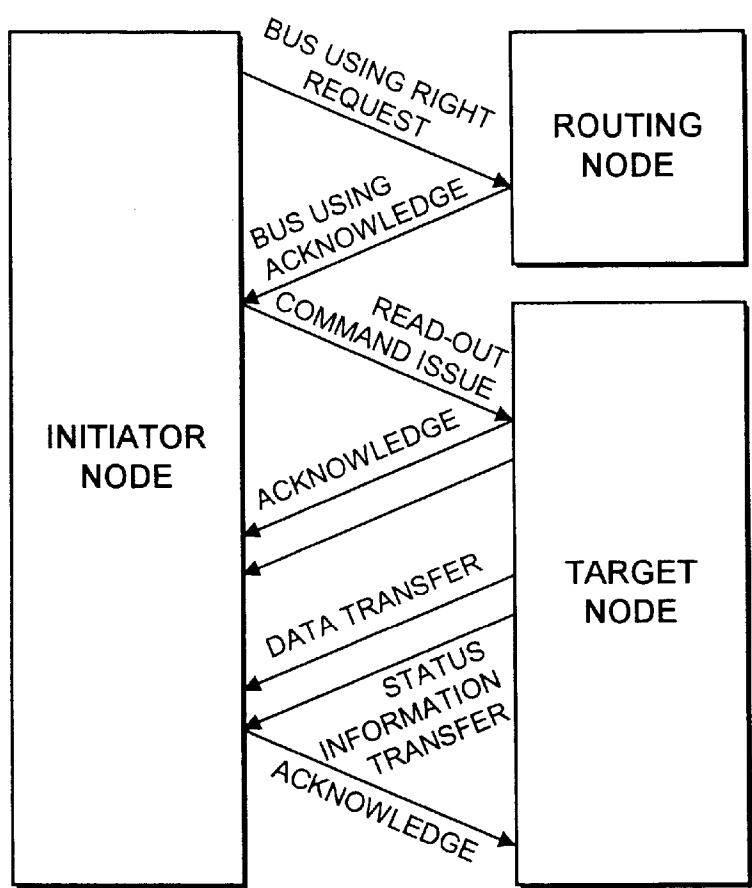 BUS USING RIGHT
REQUEST
ROUTING
NODE
BUS USING
ACKNOWLEDGE
READ-OUT
COMMAND ISSUE
INITIATOR
NODE
ACKNOWLEDGE
TARGET
NODE
DATA TRANSFER
STATUS
INFORMATION
TRANSFER
ACKNOWLEDGE